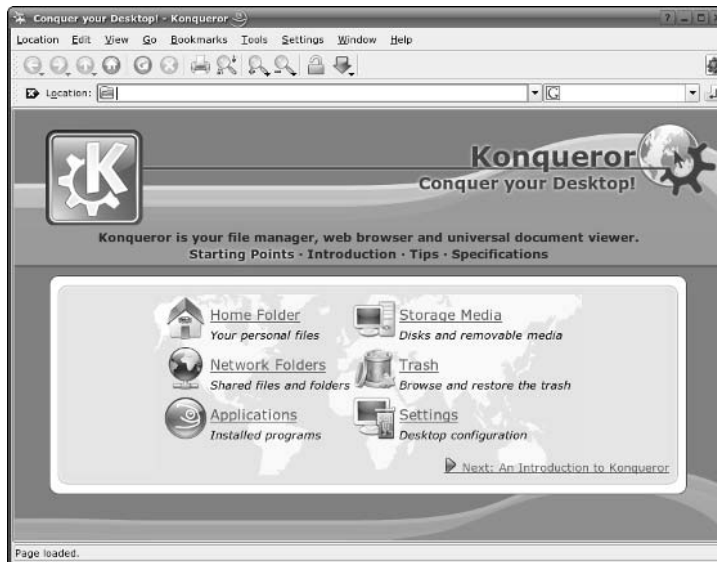 Conquer your Desktop! - Konqueror
Location Edit View Go Bookmarks Tools Settings Window Help
Location:
Konqueror
Conquer your Desktop!
Konqueror is your file manager, web browser and universal document viewer.
Starting Points · Introduction · Tips · Specifications
Home Folder
Your personal files
Storage Media
Disks and removable media
Network Folders
Shared files and folders
Trash
Browse and restore the trash
Applications
Installed programs
Settings
Desktop configuration
Next: An Introduction to Konqueror
Page loaded.